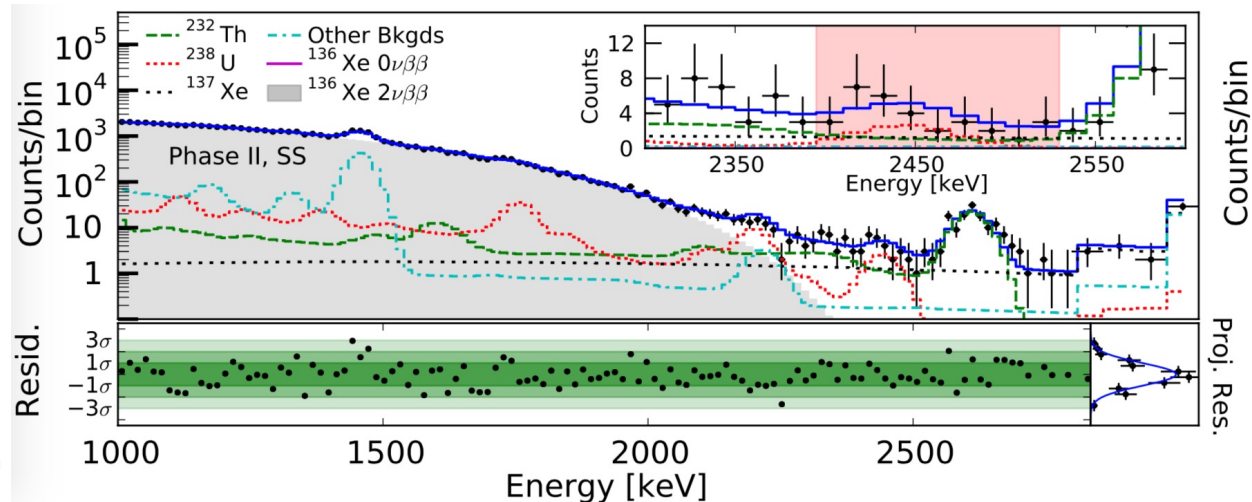 Counts/bin
10⁵
10⁴
10³
10²
10
1
²³²Th
²³⁸U
¹³⁷Xe
Other Bkgds
¹³⁶Xe 0νββ
¹³⁶Xe 2νββ
Phase II, SS
Counts
12
8
4
0
2350
2450
2550
Energy [keV]
Counts/bin
Resid.
3σ
1σ
−1σ
−3σ
Proj. Res.
1000
1500
2000
2500
Energy [keV]